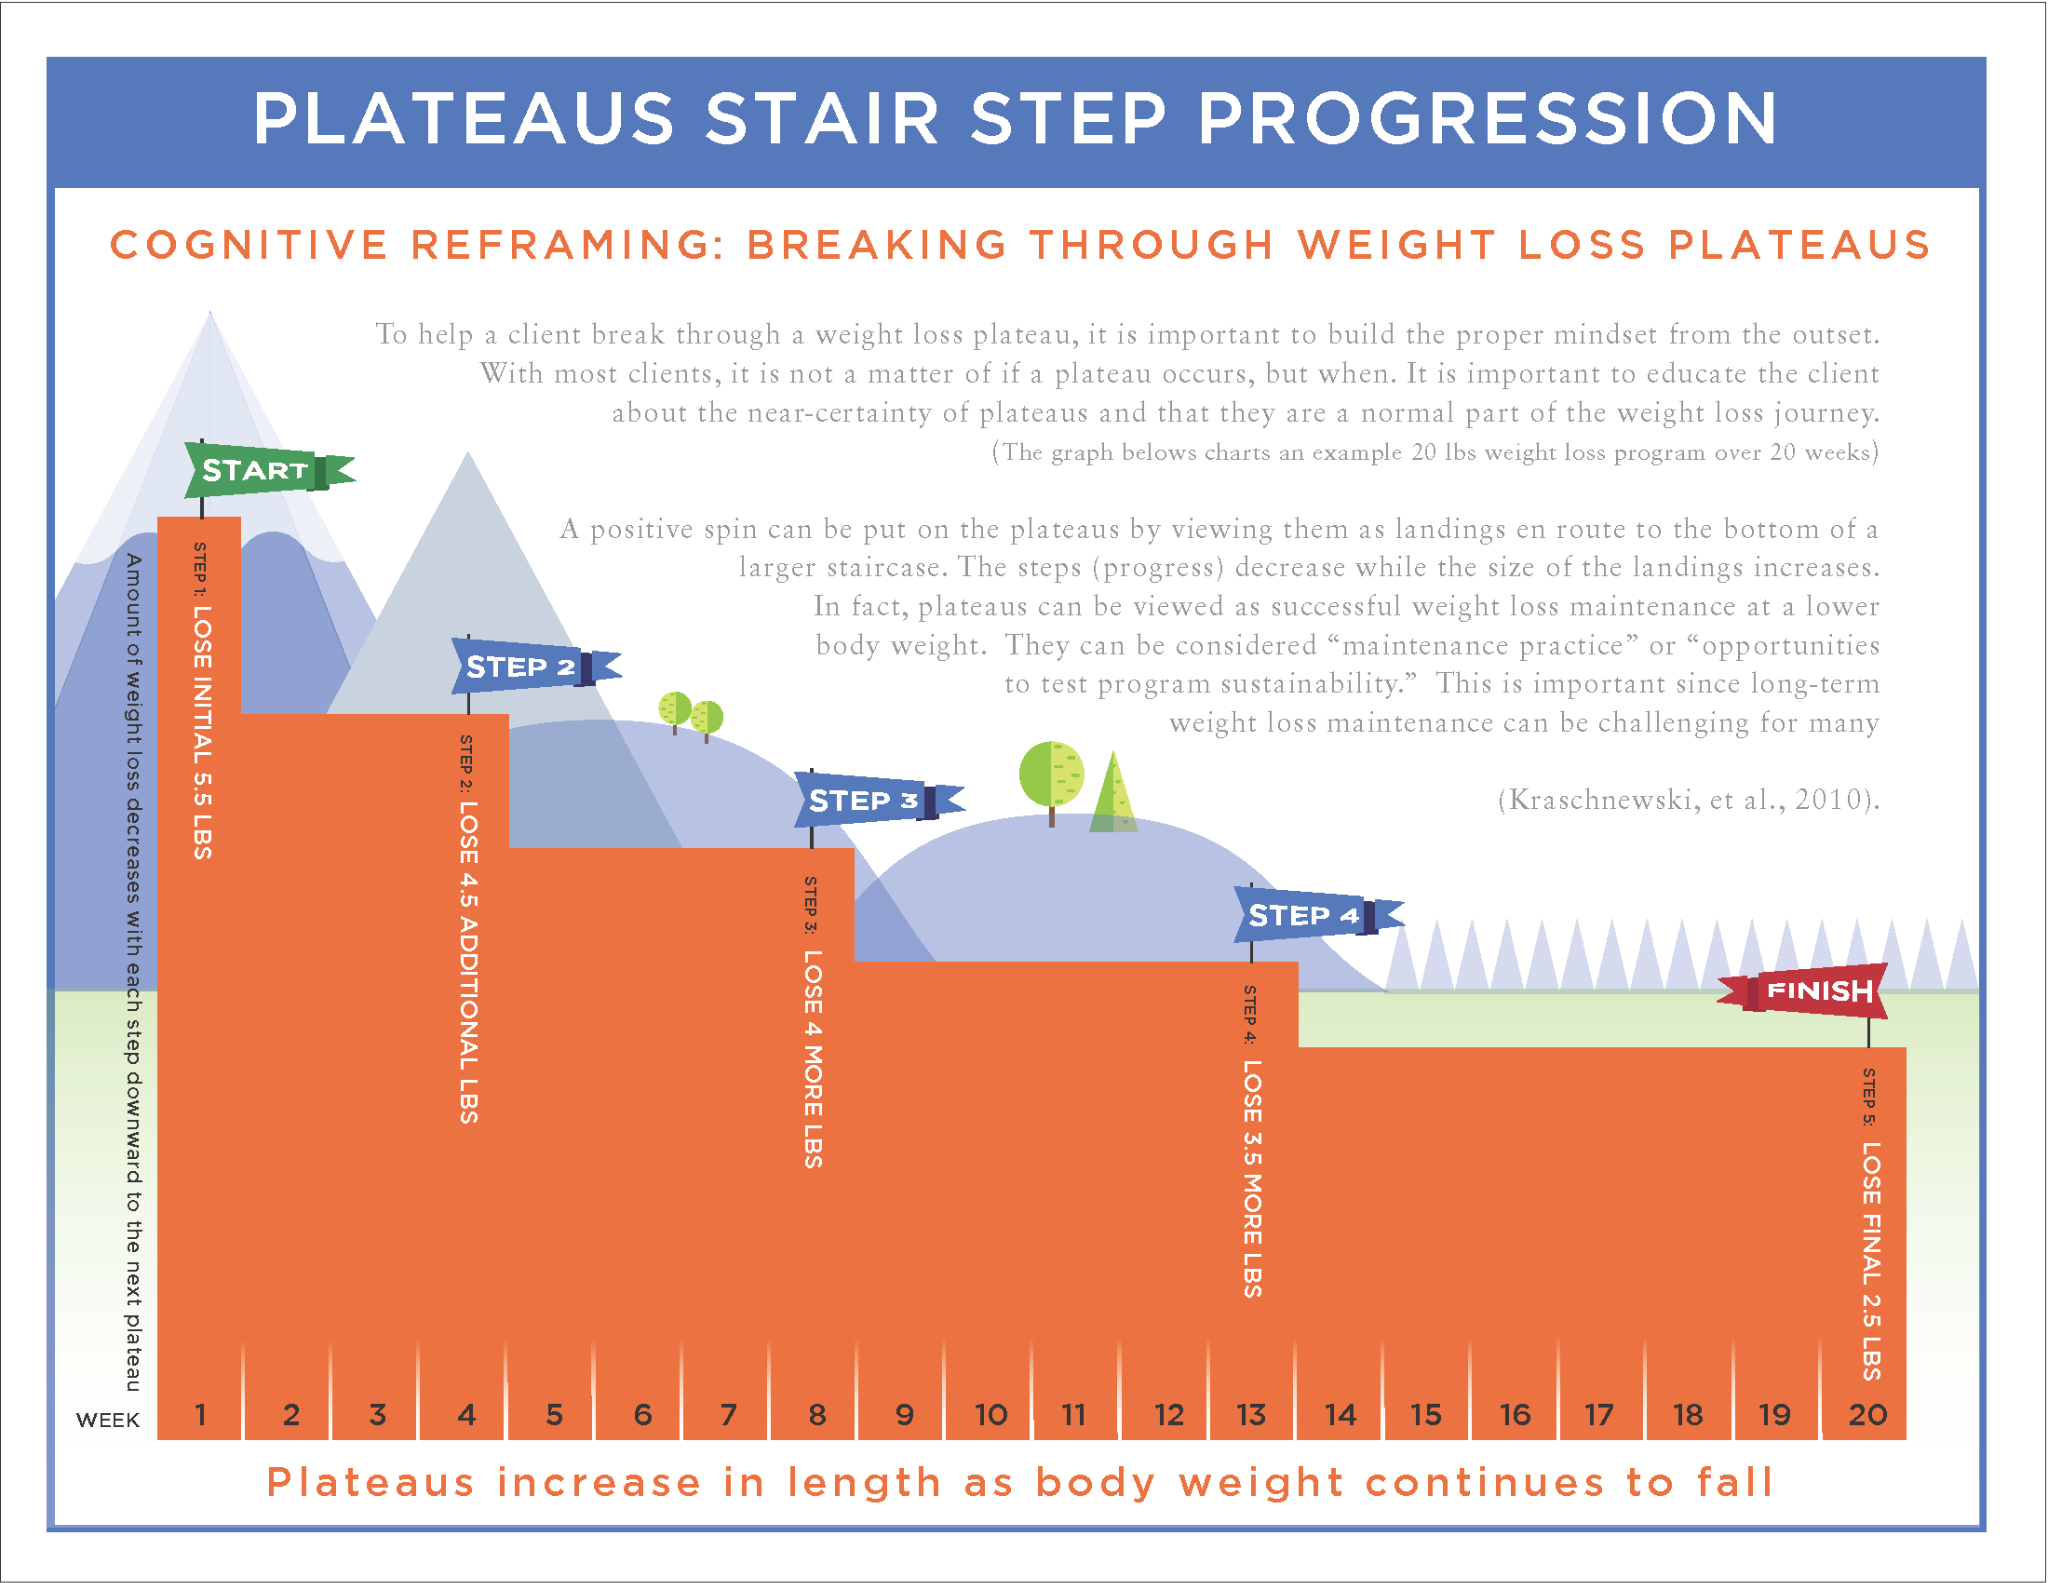 PLATEAUS STAIR STEP PROGRESSION
COGNITIVE REFRAMING: BREAKING THROUGH WEIGHT LOSS PLATEAUS
To help a client break through a weight loss plateau, it is important to build the proper mindset from the outset.
With most clients, it is not a matter of if a plateau occurs, but when. It is important to educate the client
about the near-certainty of plateaus and that they are a normal part of the weight loss journey.
(The graph belows charts an example 20 lbs weight loss program over 20 weeks)
A positive spin can be put on the plateaus by viewing them as landings en route to the bottom of a
larger staircase. The steps (progress) decrease while the size of the landings increases.
In fact, plateaus can be viewed as successful weight loss maintenance at a lower
body weight. They can be considered “maintenance practice” or “opportunities
to test program sustainability.” This is important since long-term
weight loss maintenance can be challenging for many
(Kraschnewski, et al., 2010).
START
STEP 2
STEP 3
STEP 4
FINISH
Amount of weight loss decreases with each step downward to the next plateau
STEP 1: LOSE INITIAL 5.5 LBS
STEP 2: LOSE 4.5 ADDITIONAL LBS
STEP 3: LOSE 4 MORE LBS
STEP 4: LOSE 3.5 MORE LBS
STEP 5: LOSE FINAL 2.5 LBS
WEEK 1 2 3 4 5 6 7 8 9 10 11 12 13 14 15 16 17 18 19 20
Plateaus increase in length as body weight continues to fall